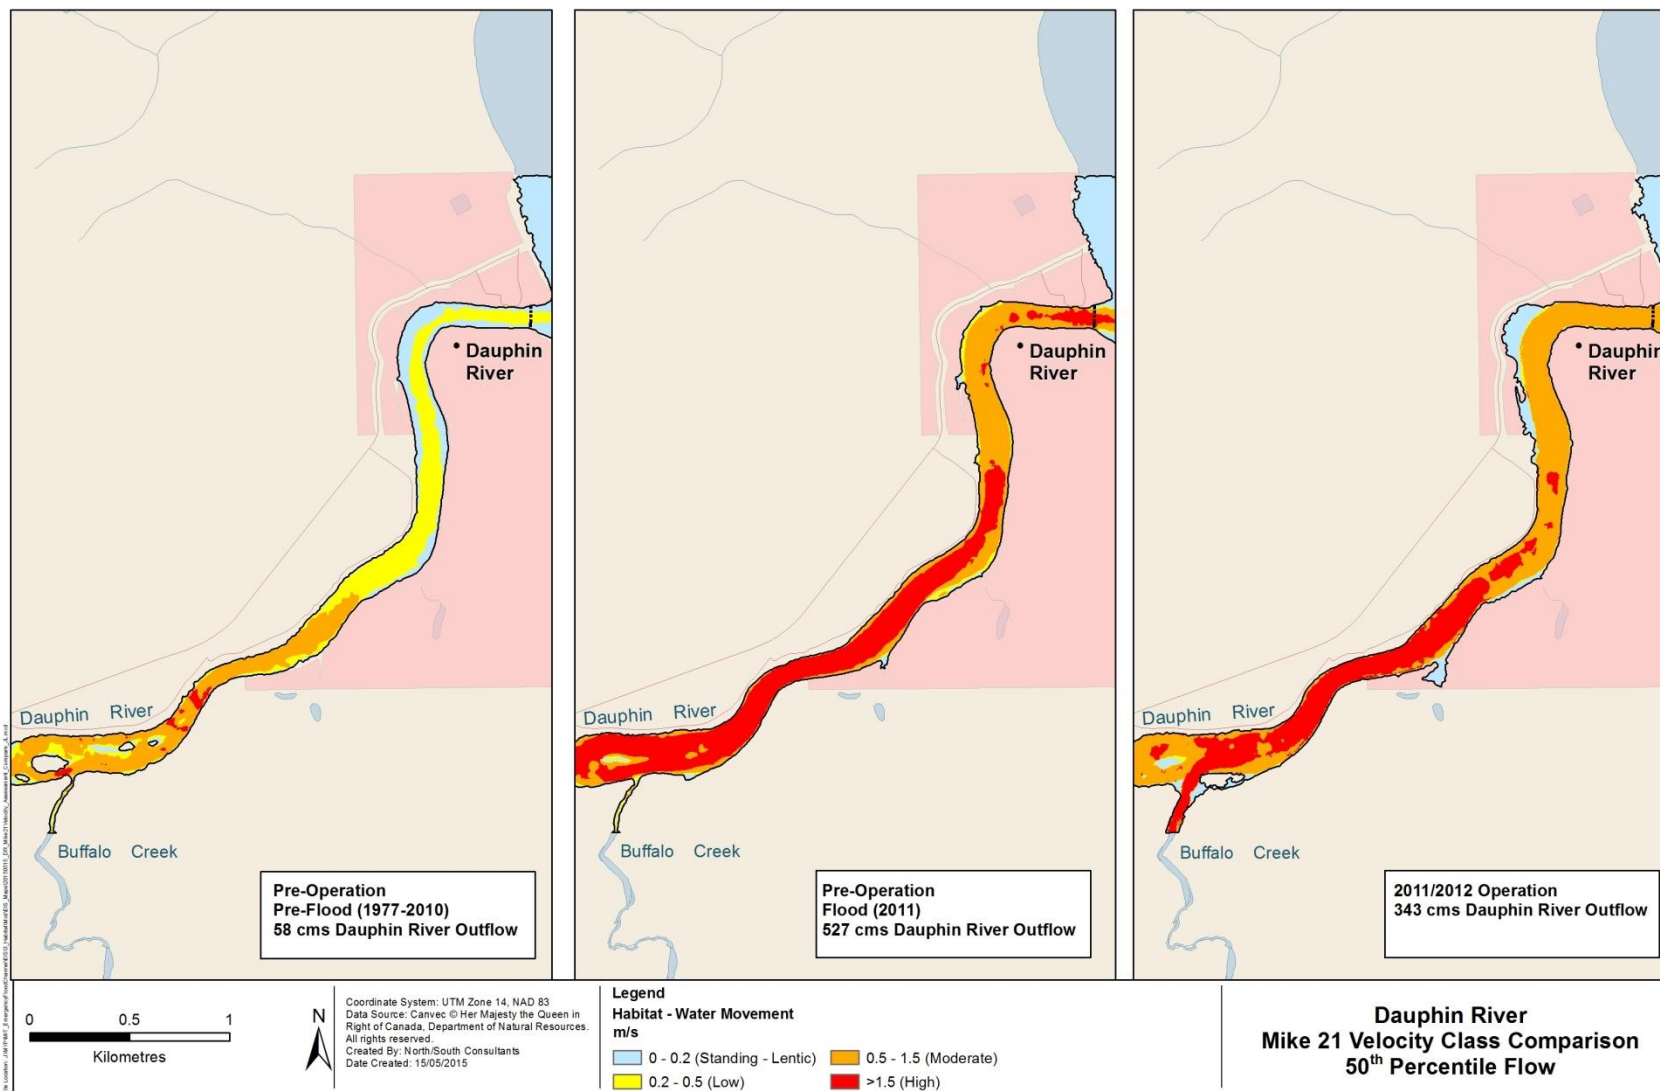 Dauphin
River
Dauphin River
Buffalo Creek
Pre-Operation
Pre-Flood (1977-2010)
58 cms Dauphin River Outflow
Dauphin
River
Dauphin River
Buffalo Creek
Pre-Operation
Flood (2011)
527 cms Dauphin River Outflow
Dauphin
River
Dauphin River
Buffalo Creek
2011/2012 Operation
343 cms Dauphin River Outflow
0 0.5 1
Kilometres
N
Coordinate System: UTM Zone 14, NAD 83
Data Source: Canvec © Her Majesty the Queen in
Right of Canada, Department of Natural Resources.
All rights reserved.
Created By: North/South Consultants
Date Created: 15/05/2015
Legend
Habitat - Water Movement
m/s
0 - 0.2 (Standing - Lentic)
0.2 - 0.5 (Low)
0.5 - 1.5 (Moderate)
>1.5 (High)
Dauphin River
Mike 21 Velocity Class Comparison
50th Percentile Flow